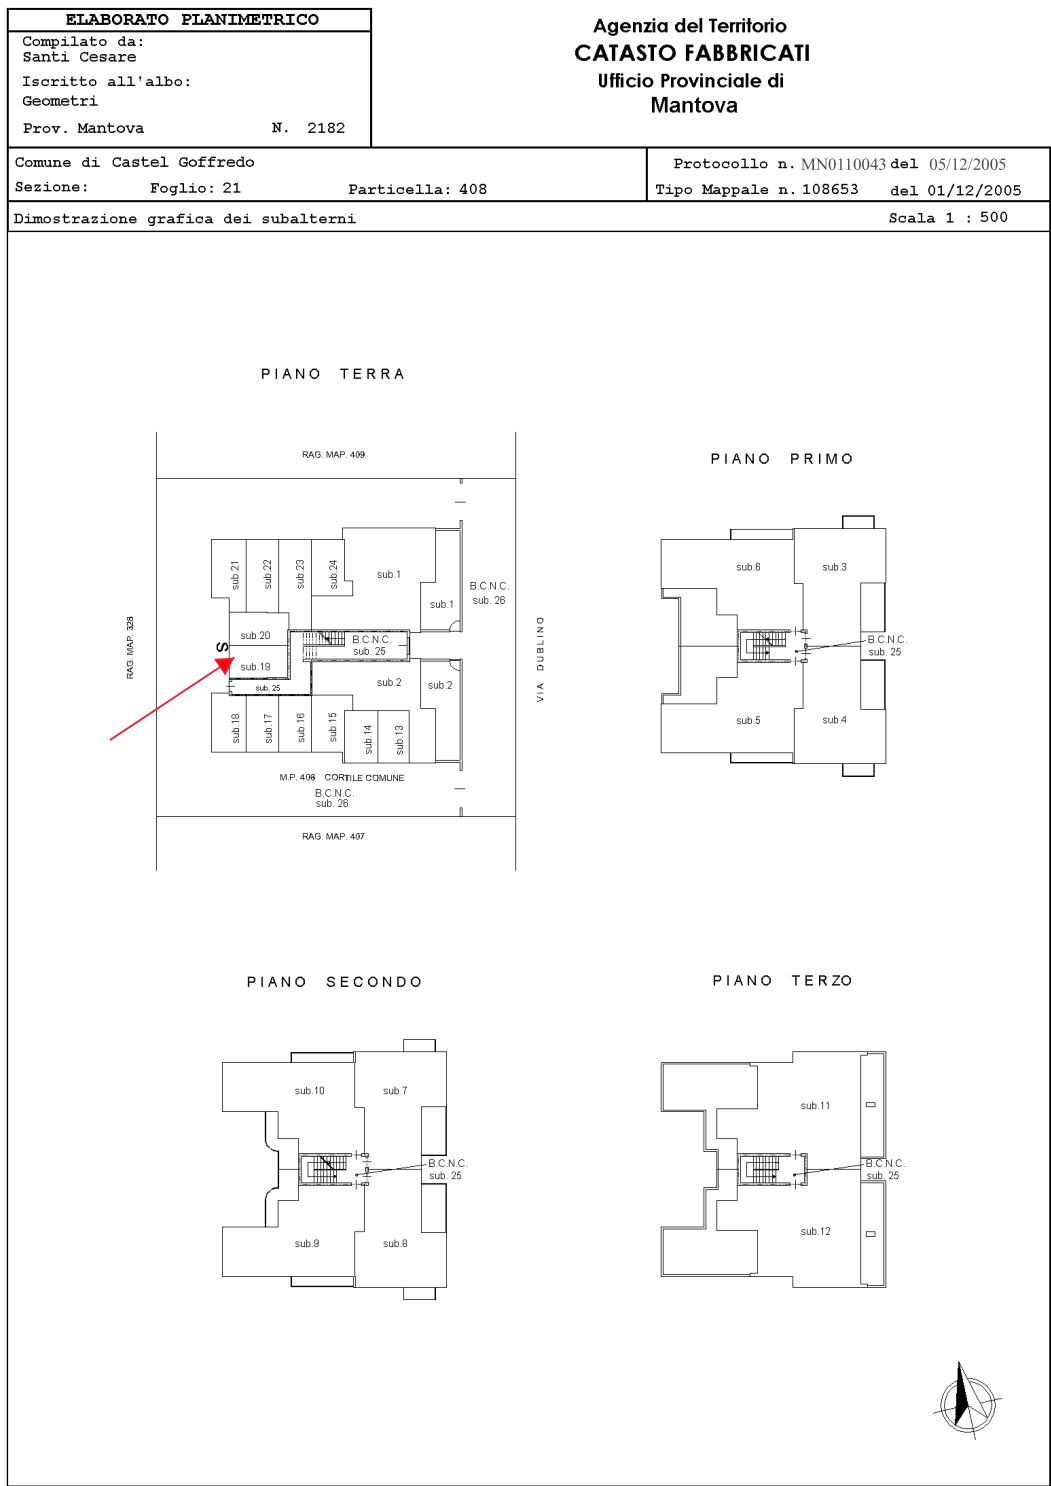 ELABORATO PLANIMETRICO
Compilato da:
Santi Cesare
Iscritto all'albo:
Geometri
Prov. Mantova N. 2182
Agenzia del Territorio
CATASTO FABBRICATI
Ufficio Provinciale di
Mantova
Comune di Castel Goffredo
Sezione: Foglio: 21 Particella: 408
Protocollo n. MN0110043 del 05/12/2005
Tipo Mappale n. 108653 del 01/12/2005
Dimostrazione grafica dei subalterni Scala 1 : 500
PIANO TERRA
RAG. MAP. 409
sub.21
sub.22
sub.23
sub.24
sub.1
sub.1
B.C.N.C.
sub. 26
RAG. MAP. 328
S
sub.20
sub.19
B.C.N.C.
sub. 25
sub. 25
sub.2
sub.2
VIA DUBLINO
sub.18
sub.17
sub.16
sub.15
sub.14
sub.13
M.P. 406 CORTILE COMUNE
B.C.N.C.
sub. 26
RAG. MAP. 407
PIANO PRIMO
sub.6
sub.3
B.C.N.C.
sub. 25
sub.5
sub.4
PIANO SECONDO
sub.10
sub.7
B.C.N.C.
sub. 25
sub.9
sub.8
PIANO TERZO
sub.11
B.C.N.C.
sub. 25
sub.12